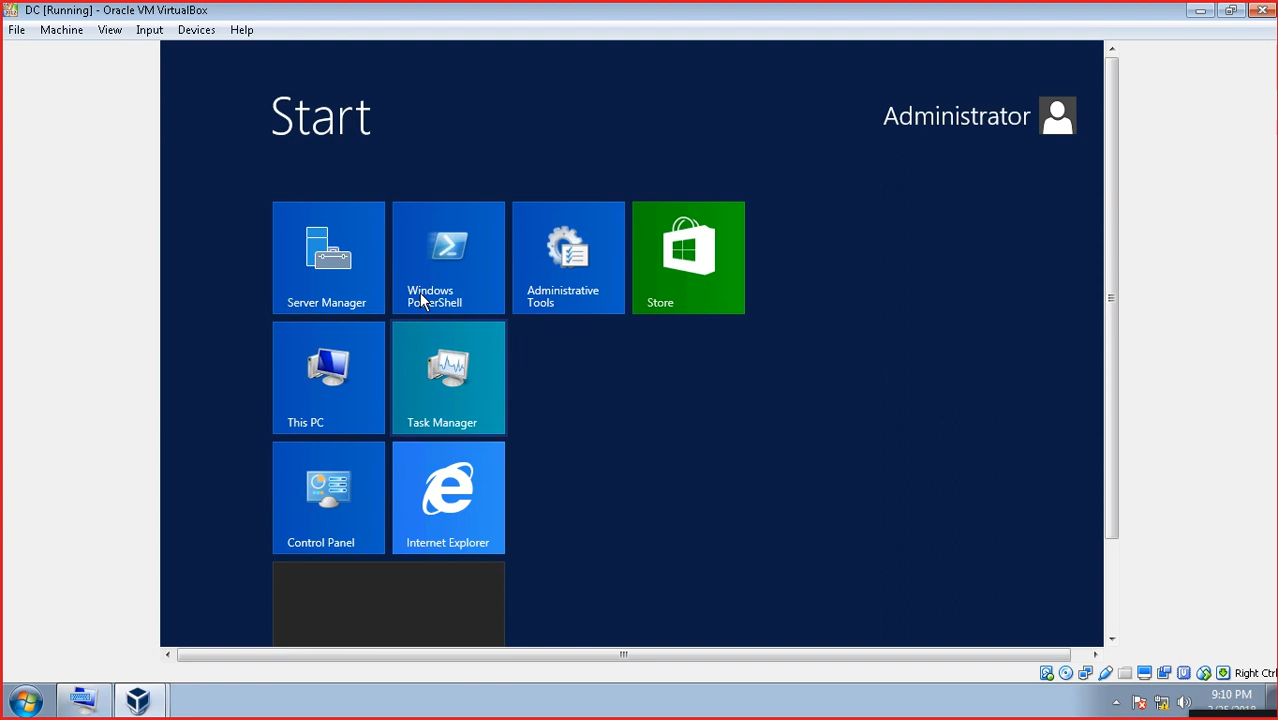 DC [Running] - Oracle VM VirtualBox
File Machine View Input Devices Help
Start
Administrator
Server Manager
Windows PowerShell
Administrative Tools
Store
This PC
Task Manager
Control Panel
Internet Explorer
Right Ctrl
9:10 PM